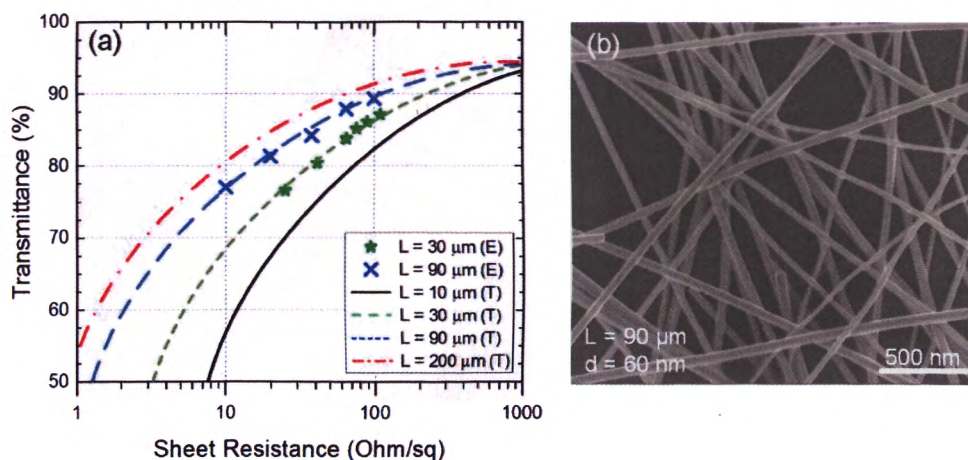 (a)
100
90
80
70
60
50
Transmittance (%)
L = 30 μm (E)
L = 90 μm (E)
L = 10 μm (T)
L = 30 μm (T)
L = 90 μm (T)
L = 200 μm (T)
1 10 100 1000
Sheet Resistance (Ohm/sq)
(b)
L = 90 μm
d = 60 nm
500 nm